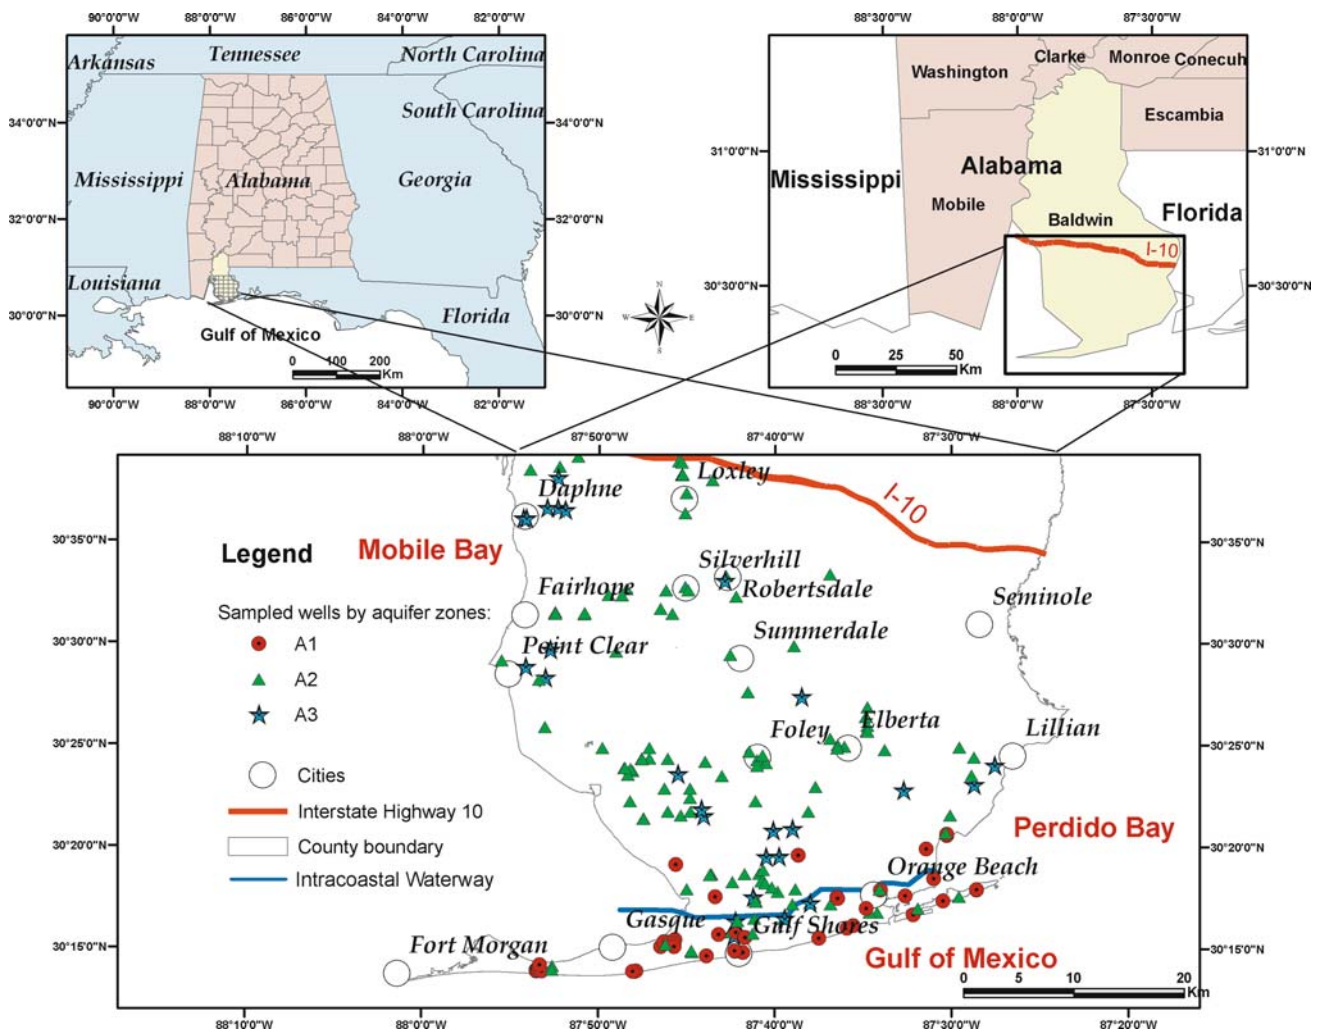 90°0'0"W 88°0'0"W 86°0'0"W 84°0'0"W 82°0'0"W
Arkansas
Tennessee
North Carolina
South Carolina
34°0'0"N
34°0'0"N
Mississippi
Alabama
Georgia
32°0'0"N
32°0'0"N
Louisiana
Florida
30°0'0"N
30°0'0"N
Gulf of Mexico
0 100 200
Km
90°0'0"W 88°0'0"W 86°0'0"W 84°0'0"W 82°0'0"W
N
W E
S
88°30'0"W 88°0'0"W 87°30'0"W
Washington
Clarke
Monroe
Conecuh
Escambia
31°0'0"N
31°0'0"N
Alabama
Mississippi
Mobile
Baldwin
Florida
I-10
30°30'0"N
30°30'0"N
0 25 50
Km
88°30'0"W 88°0'0"W 87°30'0"W
88°10'0"W 88°0'0"W 87°50'0"W 87°40'0"W 87°30'0"W
Loxley
Daphne
I-10
30°35'0"N
30°35'0"N
Legend
Mobile Bay
Silverhill
Fairhope
Robertsdale
Seminole
Sampled wells by aquifer zones:
A1
A2
A3
30°30'0"N
30°30'0"N
Point Clear
Summerdale
Foley
Elberta
Lillian
30°25'0"N
30°25'0"N
Cities
Interstate Highway 10
County boundary
Intracoastal Waterway
Perdido Bay
30°20'0"N
30°20'0"N
Orange Beach
Gasque
Gulf Shores
Fort Morgan
30°15'0"N
30°15'0"N
Gulf of Mexico
0 5 10 20
Km
88°10'0"W 88°0'0"W 87°50'0"W 87°40'0"W 87°30'0"W 87°20'0"W